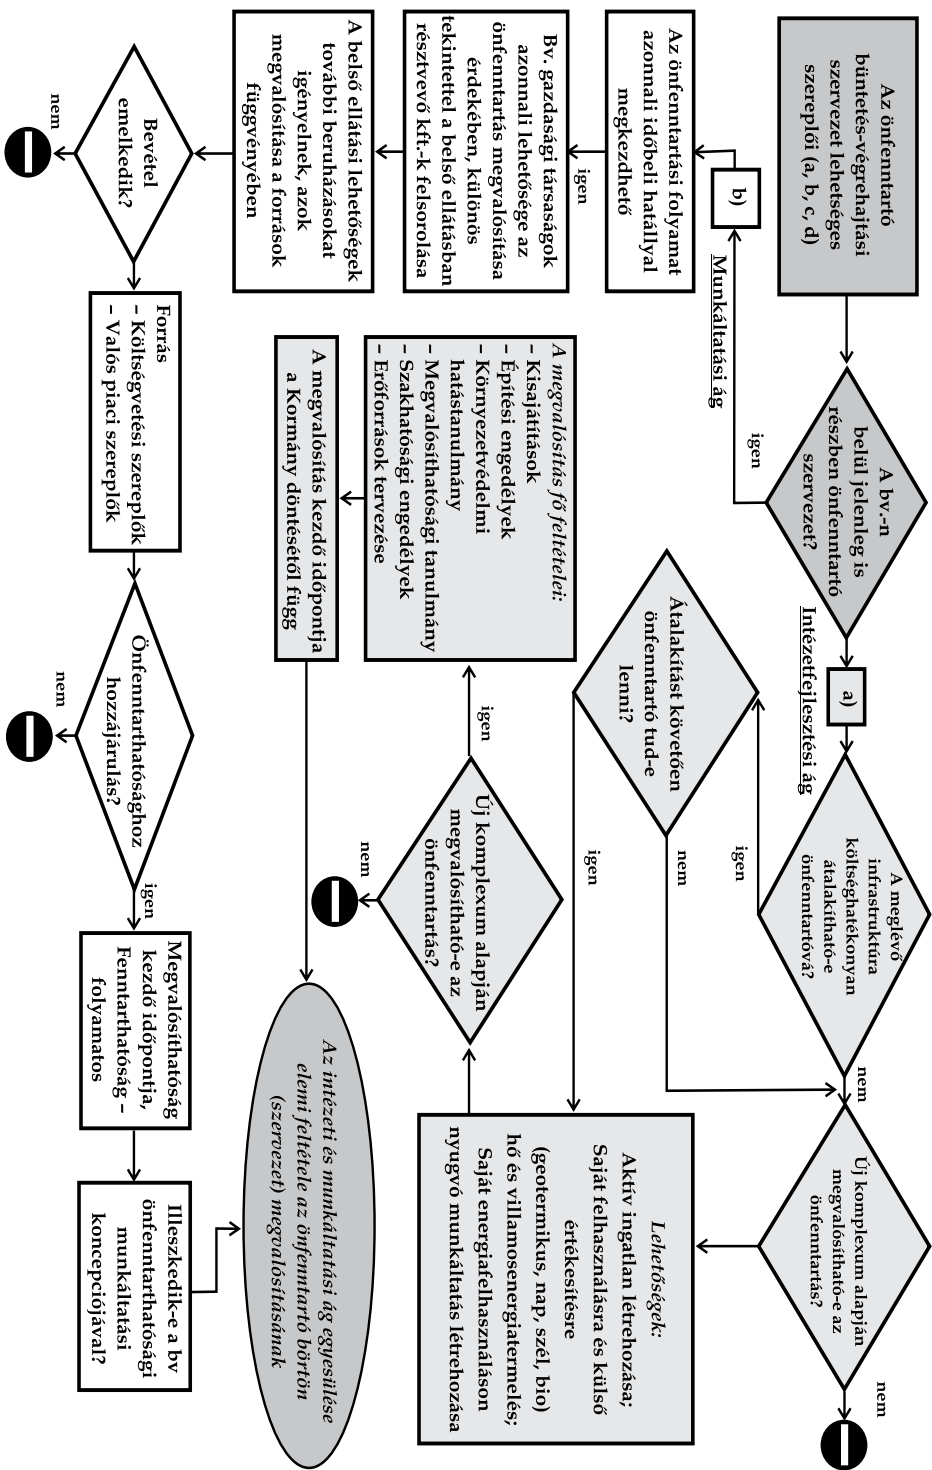 Az önfenntartó
büntetés-végrehajtási
szervezet lehetséges
szereplői (a, b, c, d)
A bv.-n
belül jelenleg is
részben önfenntartó
szervezet?
a)
Intézetfejlesztési ág
A meglévő
infrastruktúra
költséghatékonyan
átalakítható-e
önfenntartóvá?
nem
Új komplexum alapján
megvalósítható-e az
önfenntartás?
nem
igen
b)
Munkáltatási ág
igen
Átalakítást követően
önfenntartó tud-e
lenni?
nem
igen
Lehetőségek:
Aktív ingatlan létrehozása;
Saját felhasználásra és külső
értékesítésre
(geotermikus, nap, szél, bio)
hő és villamosenergiatermelés;
Saját energiafelhasználáson
nyugvó munkáltatás létrehozása
Az önfenntartási folyamat
azonnali időbeli hatállyal
megkezdhető
igen
Bv. gazdasági társaságok
azonnali lehetősége az
önfenntartás megvalósítása
érdekében, különös
tekintettel a belső ellátásban
résztvevő kft.-k felsorolása
A megvalósítás fő feltételei:
– Kisajátítások
– Építési engedélyek
– Környezetvédelmi
hatástanulmány
– Megvalósíthatósági tanulmány
– Szakhatósági engedélyek
– Erőforrások tervezése
igen
Új komplexum alapján
megvalósítható-e az
önfenntartás?
nem
A megvalósítás kezdő időpontja
a Kormány döntésétől függ
A belső ellátási lehetőségek
további beruházásokat
igényelnek, azok
megvalósítása a források
függvényében
Az intézeti és munkáltatási ág egyesülése
elemi feltétele az önfenntartó börtön
(szervezet) megvalósításának
Bevétel
emelkedik?
nem
Forrás
– Költségvetési szereplők
– Valós piaci szereplők
Önfenntarthatósághoz
hozzájárulás?
nem
igen
Megvalósíthatóság
kezdő időpontja,
Fenntarthatóság –
folyamatos
Illeszkedik-e a bv
önfenntarthatósági
munkáltatási
koncepciójával?